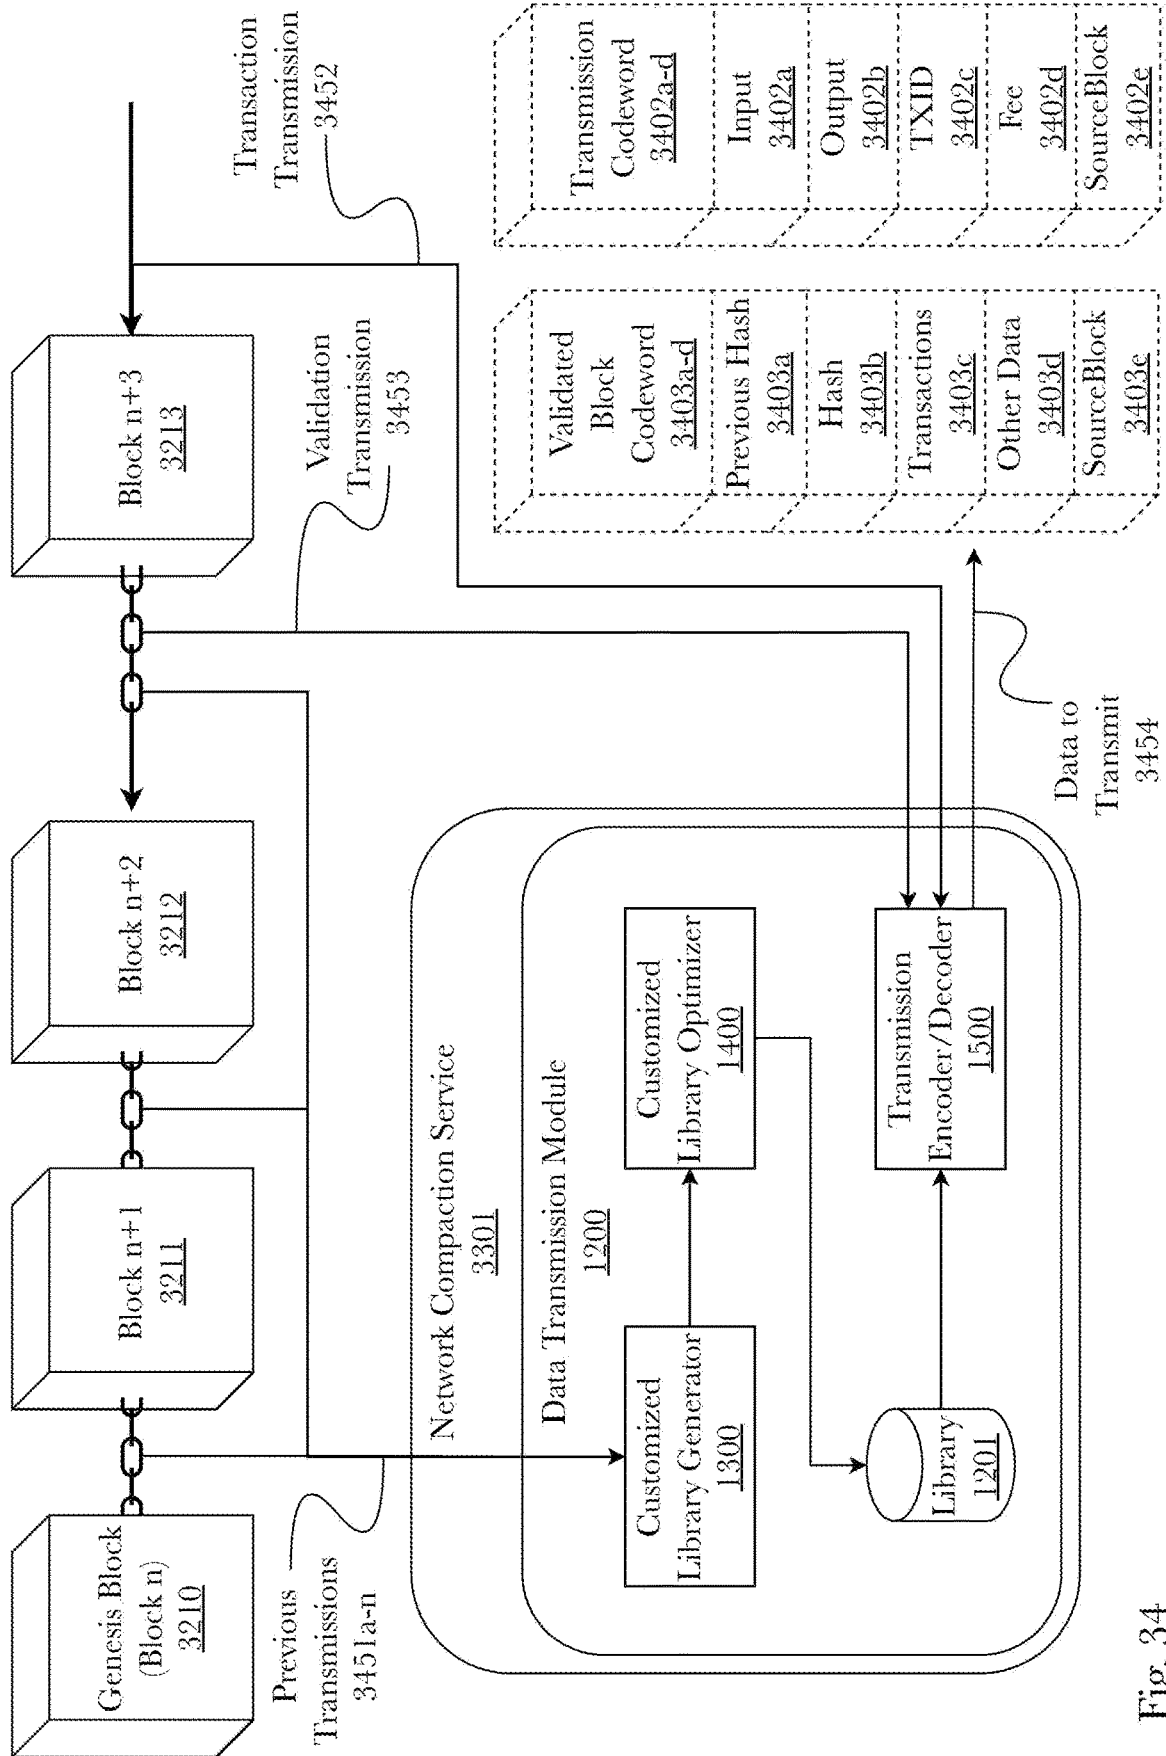 Genesis Block
(Block n)
3210
Block n+1
3211
Block n+2
3212
Block n+3
3213
Previous
Transmissions
3451a-n
Validation
Transmission
3453
Transaction
Transmission
3452
Network Compaction Service
3301
Data Transmission Module
1200
Customized
Library Generator
1300
Customized
Library Optimizer
1400
Library
1201
Transmission
Encoder/Decoder
1500
Data to
Transmit
3454
Validated
Block
Codeword
3403a-d
Previous Hash
3403a
Hash
3403b
Transactions
3403c
Other Data
3403d
SourceBlock
3403e
Transmission
Codeword
3402a-d
Input
3402a
Output
3402b
TXID
3402c
Fee
3402d
SourceBlock
3402e
Fig. 34